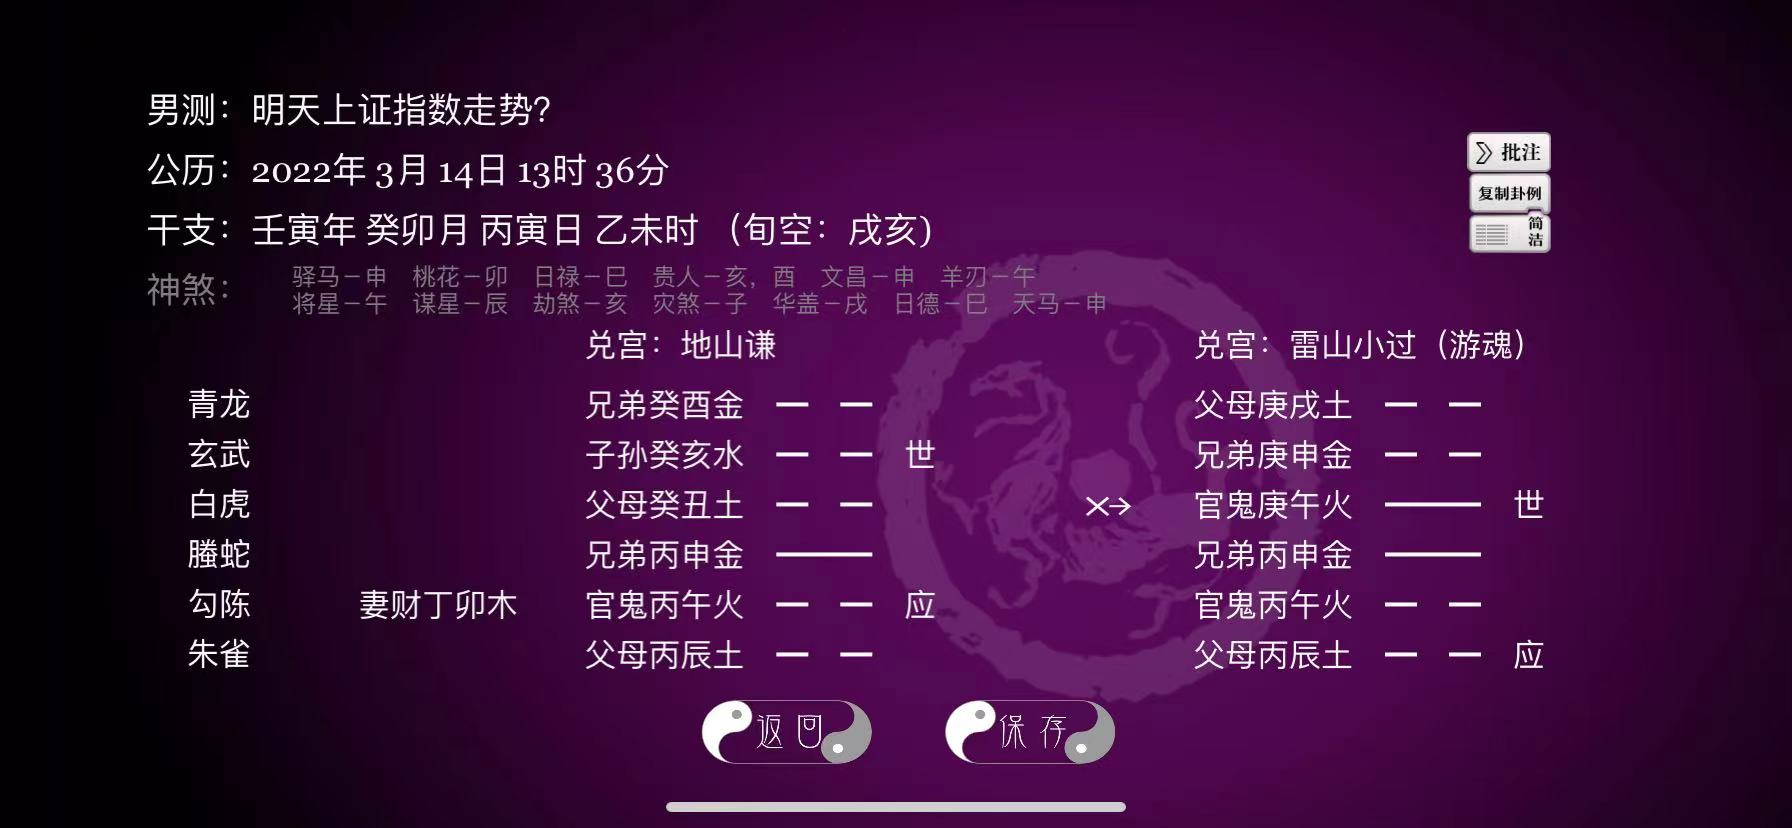 男测：明天上证指数走势？
公历：2022年 3月 14日 13时 36分
干支：壬寅年 癸卯月 丙寅日 乙未时 （旬空：戌亥）
神煞：
驿马－申 桃花－卯 日禄－巳 贵人－亥，酉 文昌－申 羊刃－午
将星－午 谋星－辰 劫煞－亥 灾煞－子 华盖－戌 日德－巳 天马－申
批注
复制卦例
简洁
兑宫：地山谦 兑宫：雷山小过（游魂）
青龙 兄弟癸酉金 父母庚戌土
玄武 子孙癸亥水 世 兄弟庚申金
白虎 父母癸丑土 ×→ 官鬼庚午火 世
螣蛇 兄弟丙申金 兄弟丙申金
勾陈 妻财丁卯木 官鬼丙午火 应 官鬼丙午火
朱雀 父母丙辰土 父母丙辰土 应
返回 保存